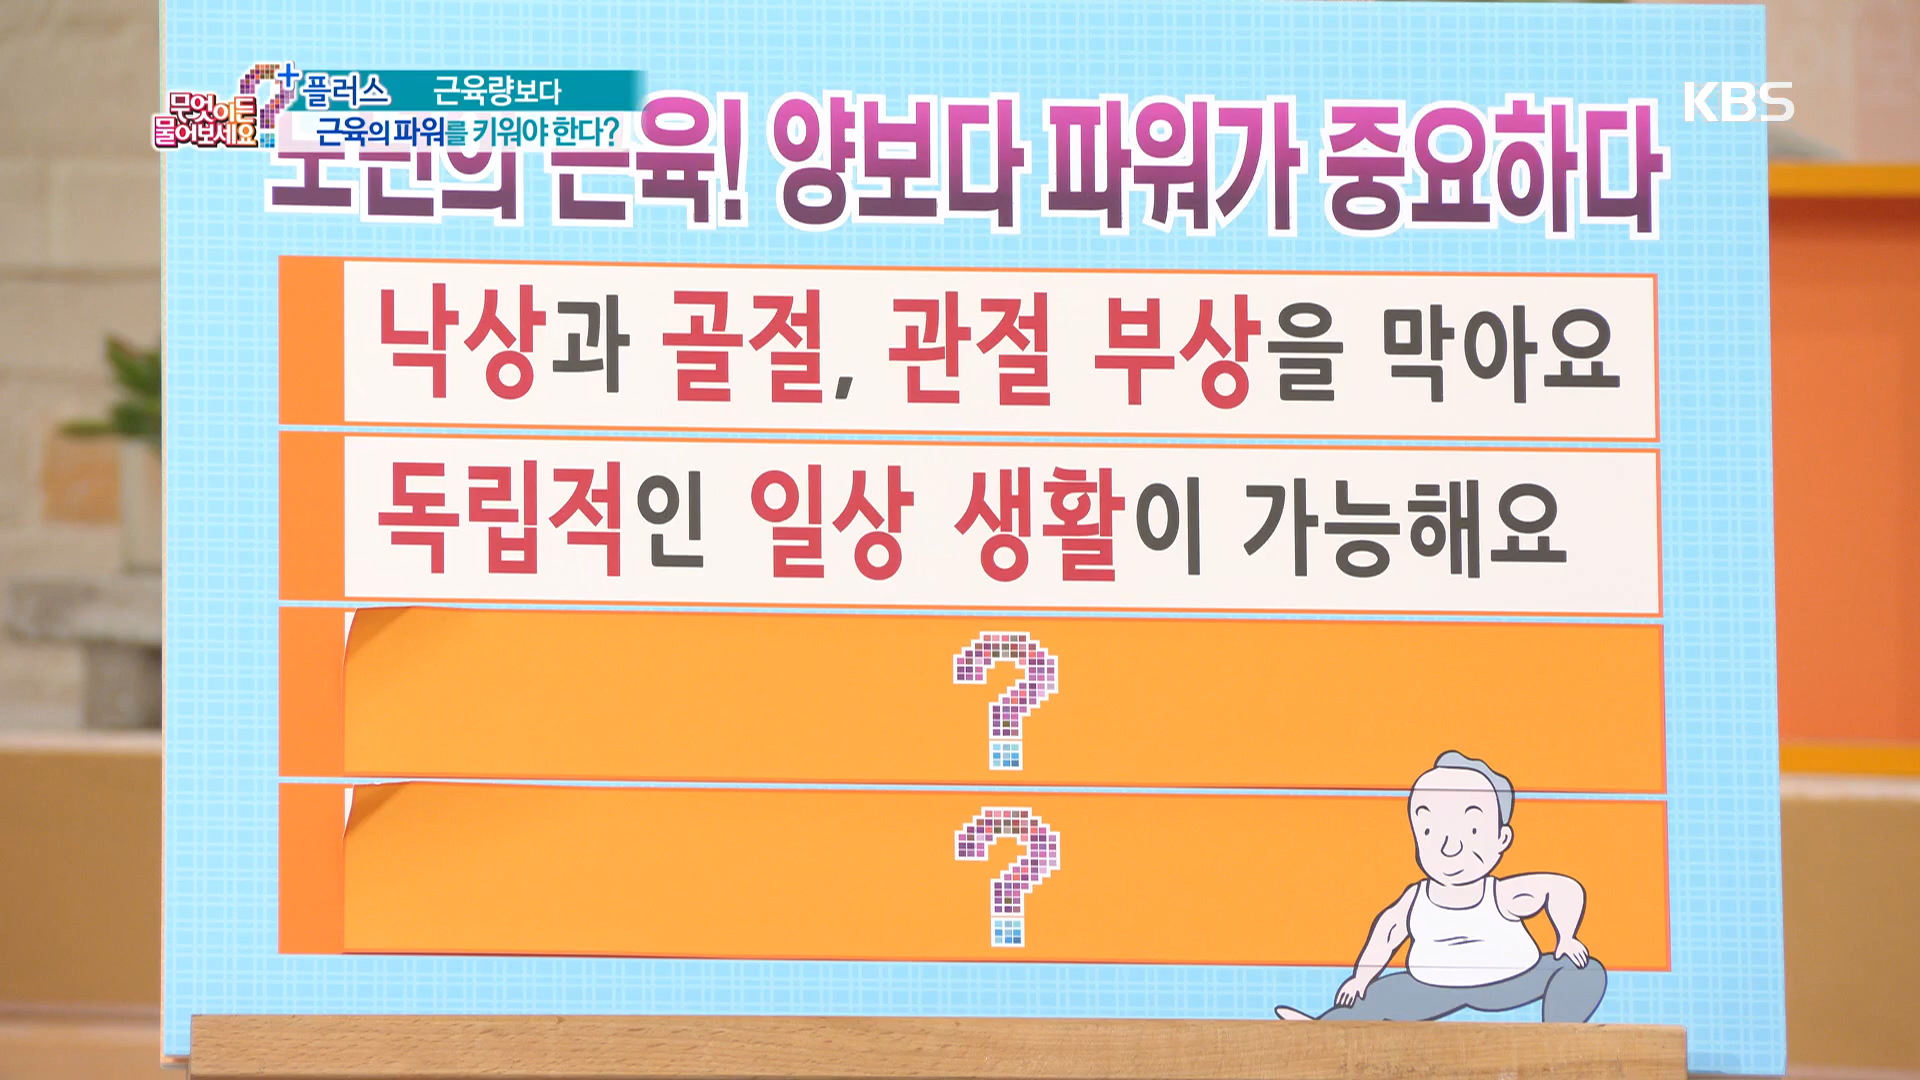 무엇이든
물어보세요
플러스
근육량보다
근육의 파워를 키워야 한다?
KBS
노년의 근육! 양보다 파워가 중요하다
낙상과 골절, 관절 부상을 막아요
독립적인 일상 생활이 가능해요
?
?